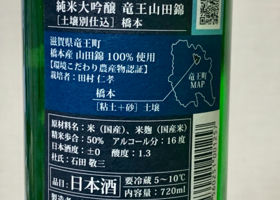 純米大吟醸 竜王山田錦
[土壌別仕込] 橋本
滋賀県竜王町
橋本産 山田錦100%使用
【環境こだわり農産物認証】
栽培者：田村 仁孝
橋本
[粘土＋砂] 土壌
竜王町
MAP
原材料名：米（国産）、米麹（国産米）
精米歩合：50% アルコール分：16度
日本酒度：±0 酸度：1.3
杜氏：石田 敬三
品目：日本酒
要冷蔵5～10℃
内容量：720ml